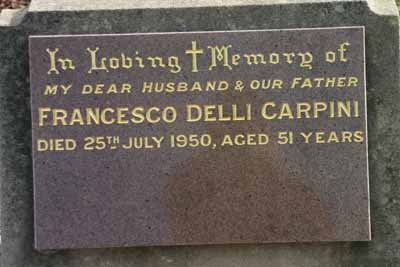 In Loving † Memory of
MY DEAR HUSBAND & OUR FATHER
FRANCESCO DELLI CARPINI
DIED 25TH JULY 1950, AGED 51 YEARS